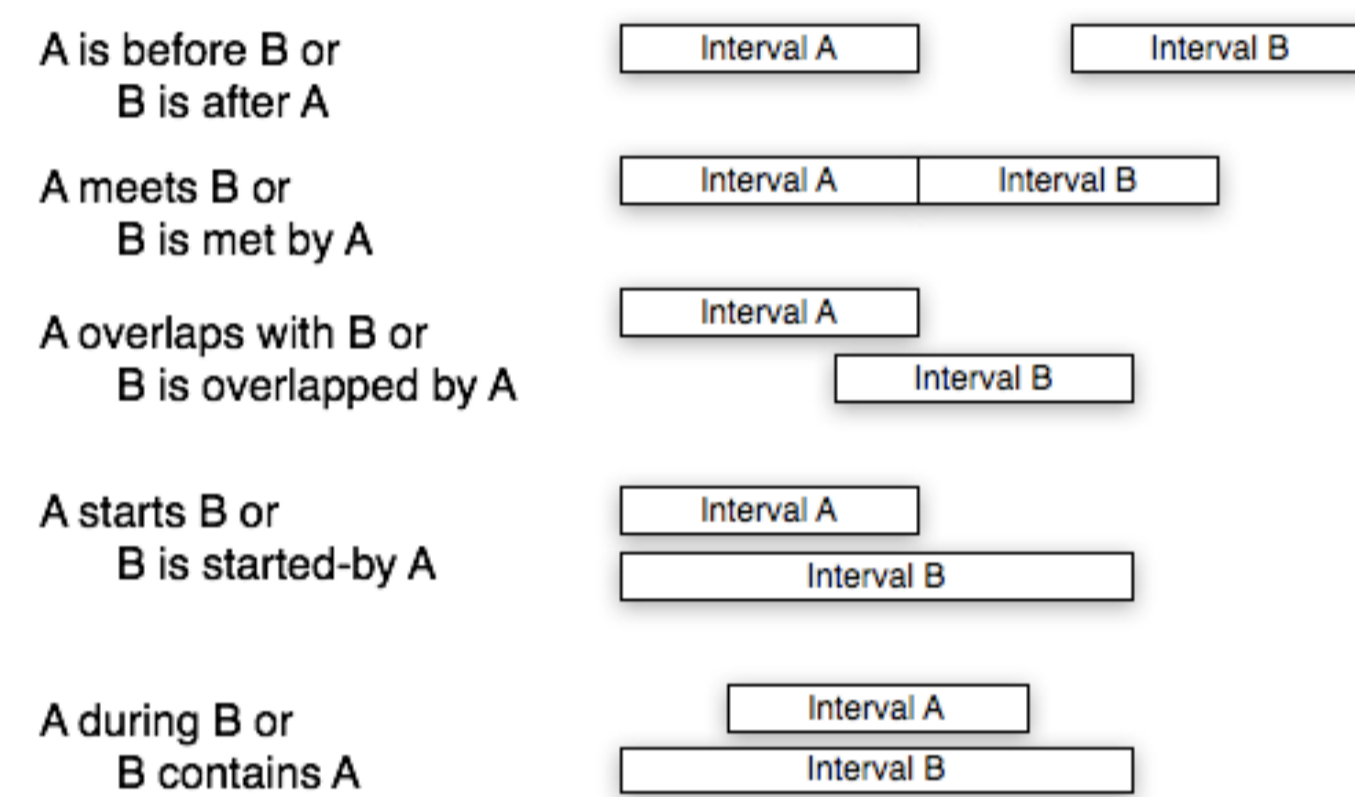 A is before B or
B is after A
Interval A
Interval B
A meets B or
B is met by A
Interval A
Interval B
A overlaps with B or
B is overlapped by A
Interval A
Interval B
A starts B or
B is started-by A
Interval A
Interval B
A during B or
B contains A
Interval A
Interval B